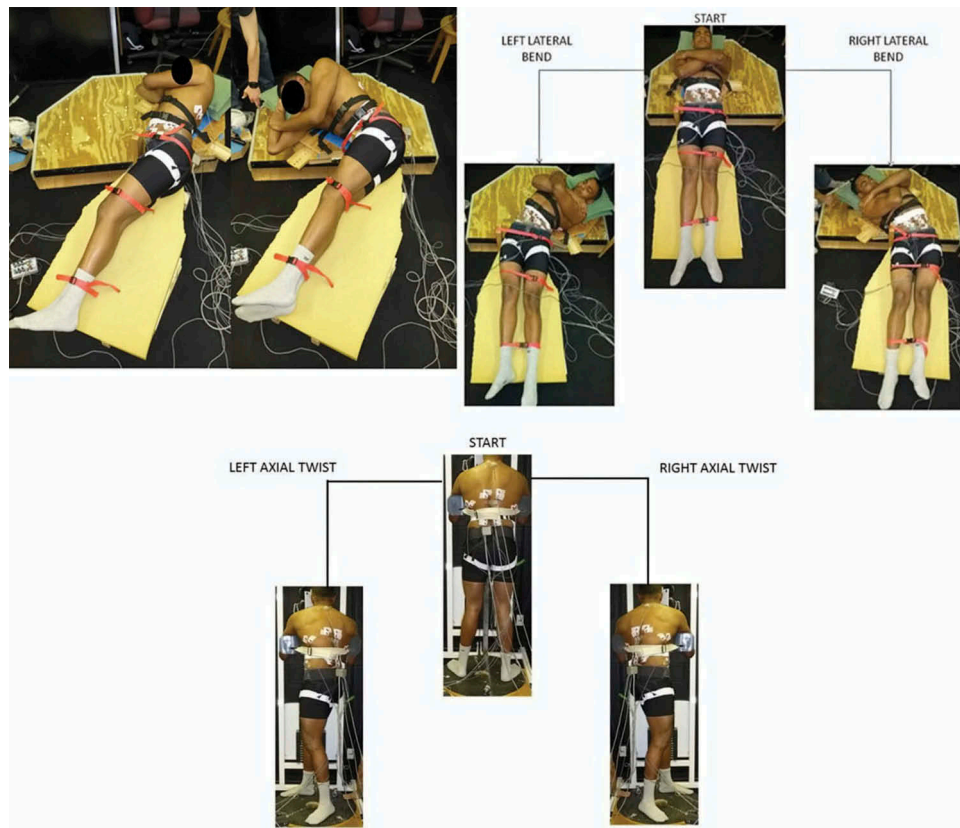 START
LEFT LATERAL
BEND
RIGHT LATERAL
BEND
START
LEFT AXIAL TWIST
RIGHT AXIAL TWIST